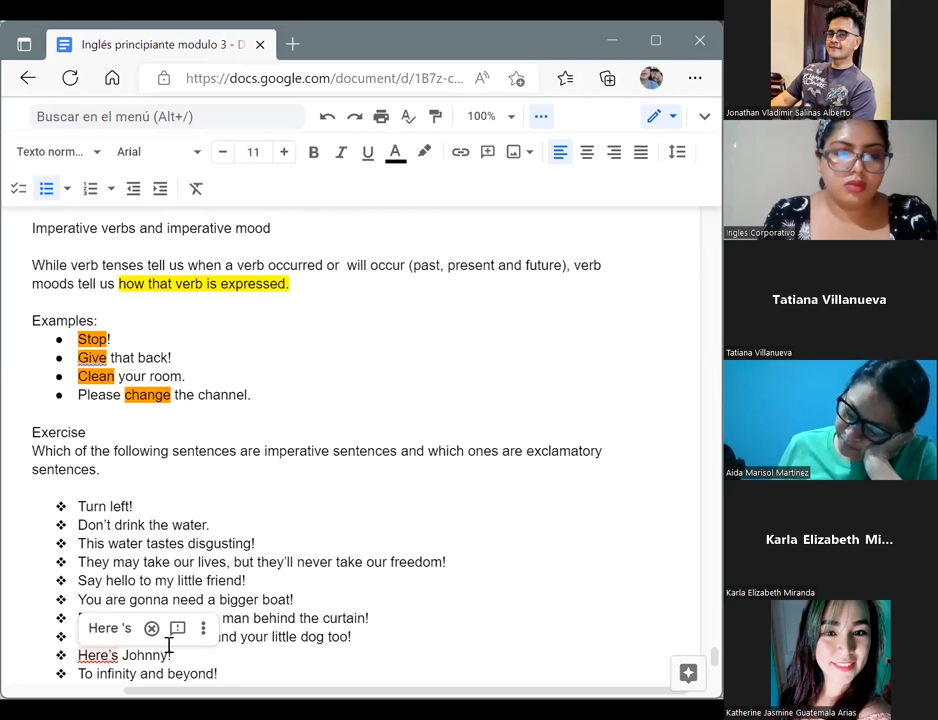 Inglés principiante modulo 3 - D
https://docs.google.com/document/d/1B7z-c...
Buscar en el menú (Alt+/)
100%
Texto norm...
Arial
11
Imperative verbs and imperative mood
While verb tenses tell us when a verb occurred or  will occur (past, present and future), verb
moods tell us how that verb is expressed.
Examples:
● Stop!
● Give that back!
● Clean your room.
● Please change the channel.
Exercise
Which of the following sentences are imperative sentences and which ones are exclamatory
sentences.
❖ Turn left!
❖ Don't drink the water.
❖ This water tastes disgusting!
❖ They may take our lives, but they'll never take our freedom!
❖ Say hello to my little friend!
❖ You are gonna need a bigger boat!
❖ man behind the curtain!
Here 's
❖ and your little dog too!
❖ Here's Johnny!
❖ To infinity and beyond!
Jonathan Vladimir Salinas Alberto
Ingles Corporativo
Tatiana Villanueva
Tatiana Villanueva
Aida Marisol Martinez
Karla Elizabeth Mi...
Karla Elizabeth Miranda
Katherine Jasmine Guatemala Arias